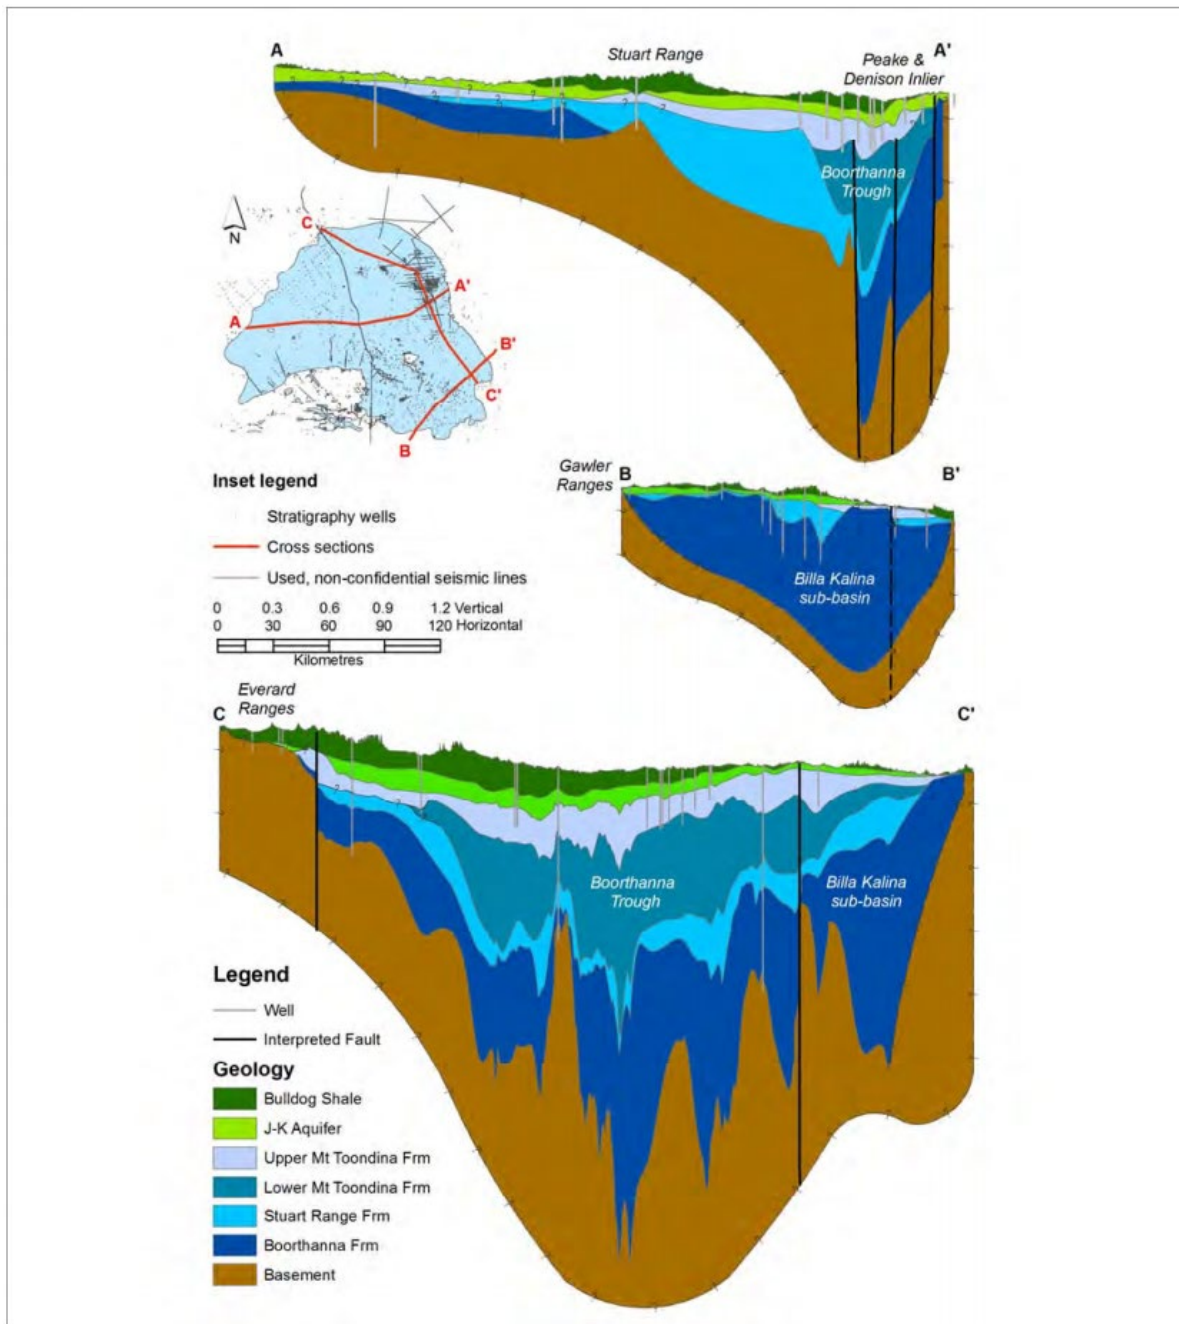 A
Stuart Range
A'
Peake &
Denison Inlier
Boorthanna
Trough
N
C
A
A'
B'
C'
B
Gawler
Ranges
B
B'
Billa Kalina
sub-basin
Inset legend
Stratigraphy wells
Cross sections
Used, non-confidential seismic lines
0 0.3 0.6 0.9 1.2 Vertical
0 30 60 90 120 Horizontal
Kilometres
Everard
Ranges
C
C'
Boorthanna
Trough
Billa Kalina
sub-basin
Legend
Well
Interpreted Fault
Geology
Bulldog Shale
J-K Aquifer
Upper Mt Toondina Frm
Lower Mt Toondina Frm
Stuart Range Frm
Boorthanna Frm
Basement